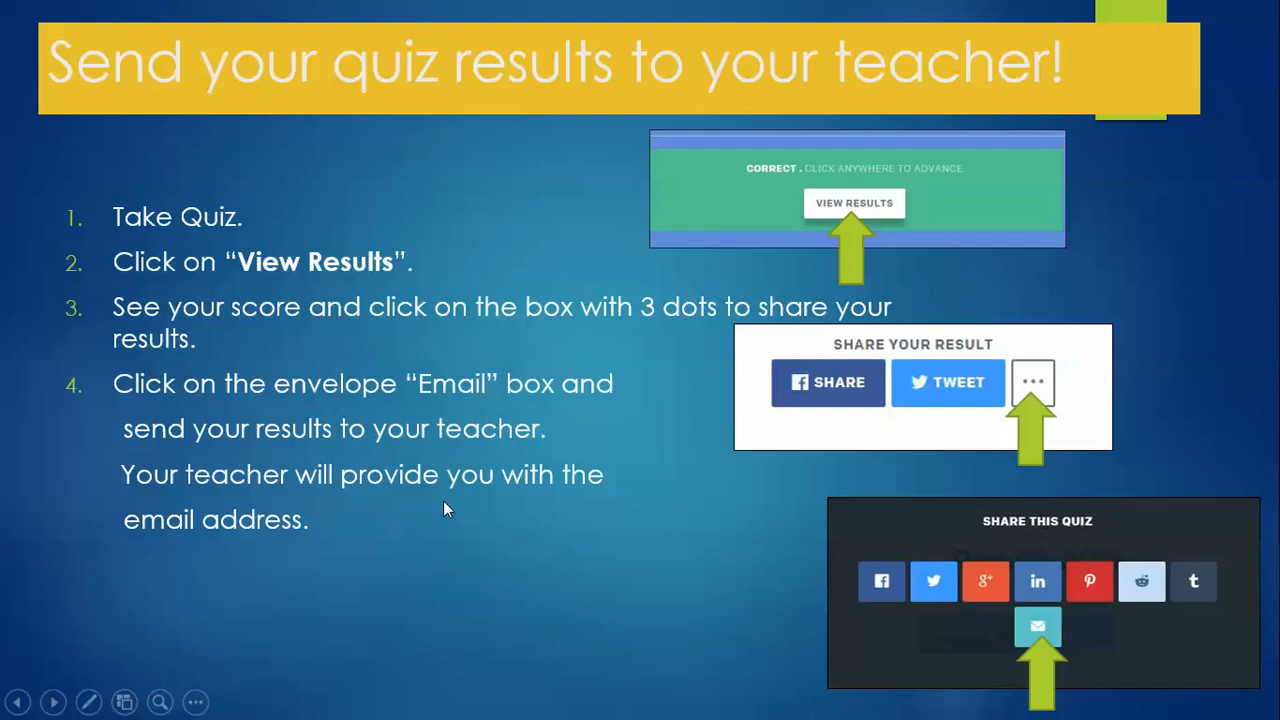 Send your quiz results to your teacher!
CORRECT . CLICK ANYWHERE TO ADVANCE
VIEW RESULTS
1. Take Quiz.
2. Click on “View Results”.
3. See your score and click on the box with 3 dots to share your
results.
SHARE YOUR RESULT
f SHARE
TWEET
4. Click on the envelope “Email” box and
send your results to your teacher.
Your teacher will provide you with the
email address.
SHARE THIS QUIZ
f g+ in t